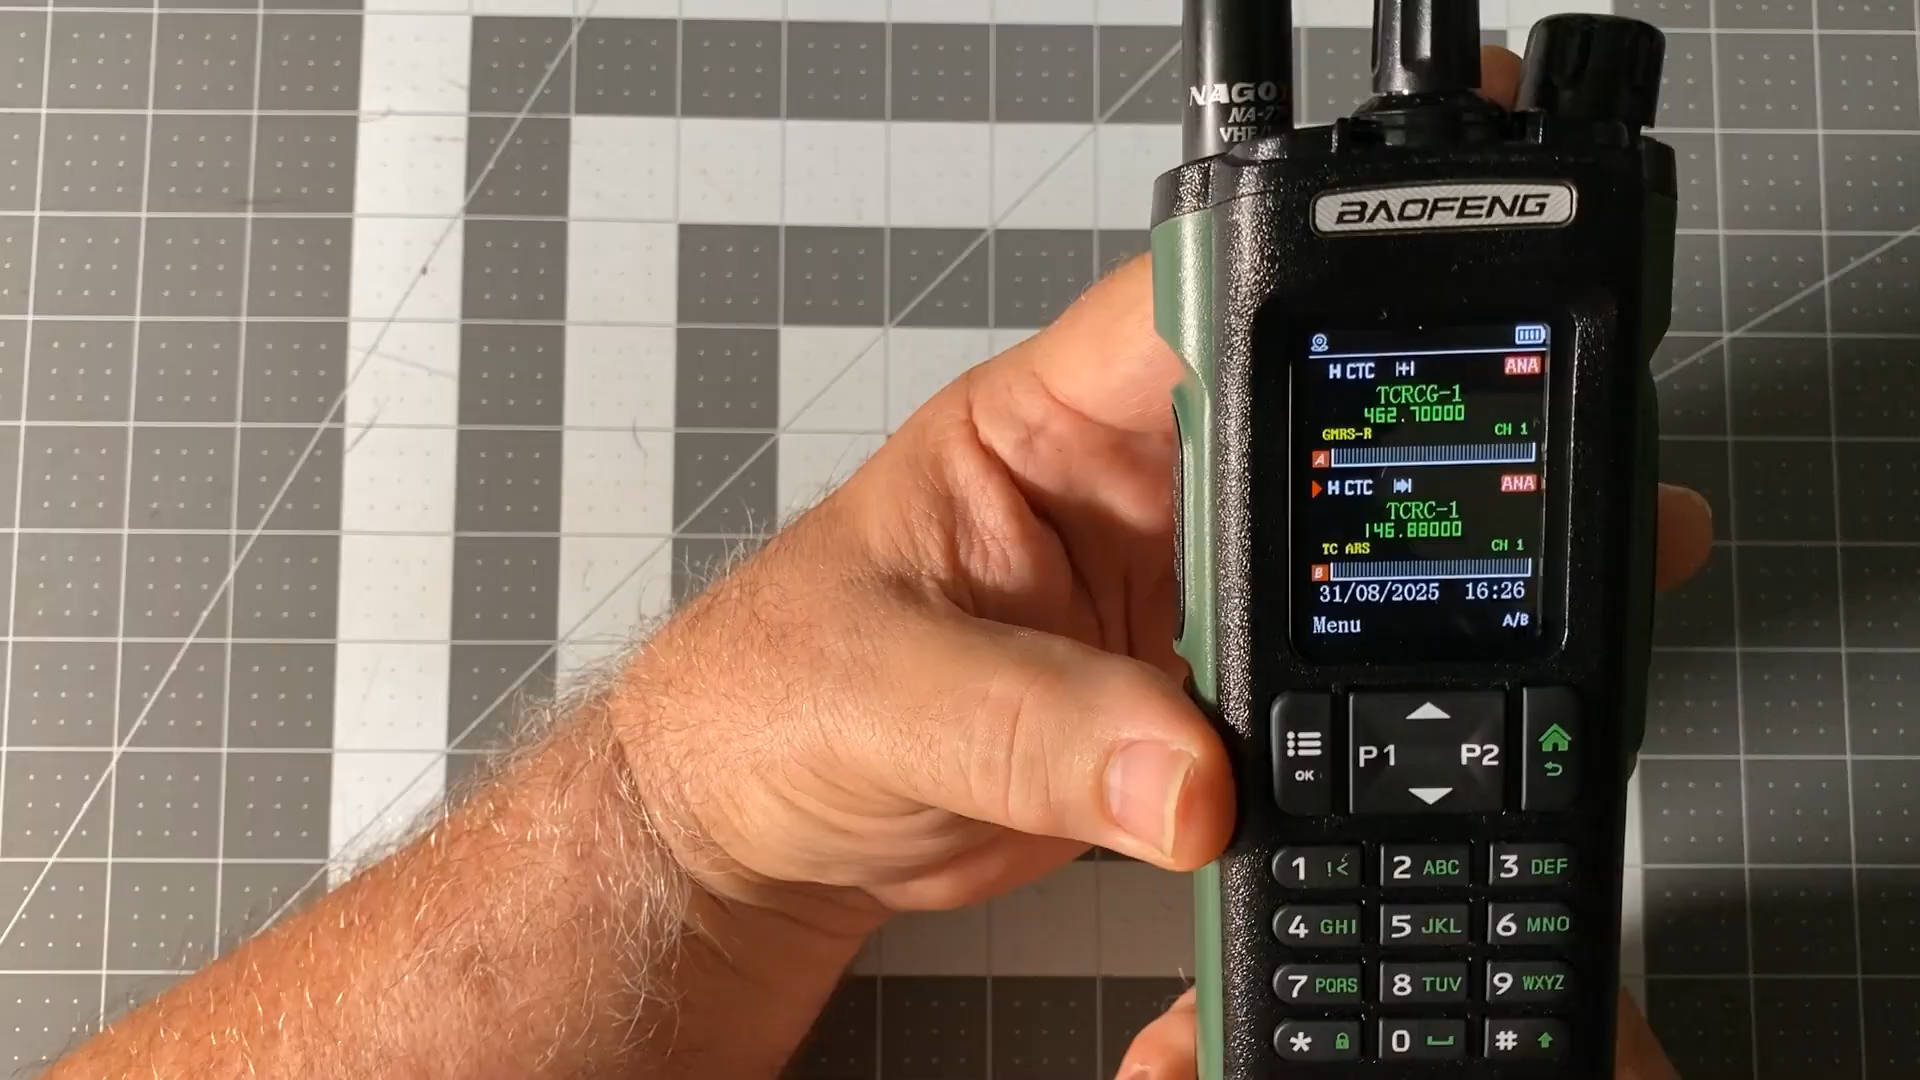 NAGO
NA-77
VHF/
BAOFENG
H CTC |+| ANA
TCRCG-1
462.70000
GMRS-R CH 1
A
H CTC ANA
TCRC-1
146.88000
TC ARS CH 1
B
31/08/2025 16:26
Menu A/B
OK
P1 P2
1 2 ABC 3 DEF
4 GHI 5 JKL 6 MNO
7 PQRS 8 TUV 9 WXYZ
* 0 #